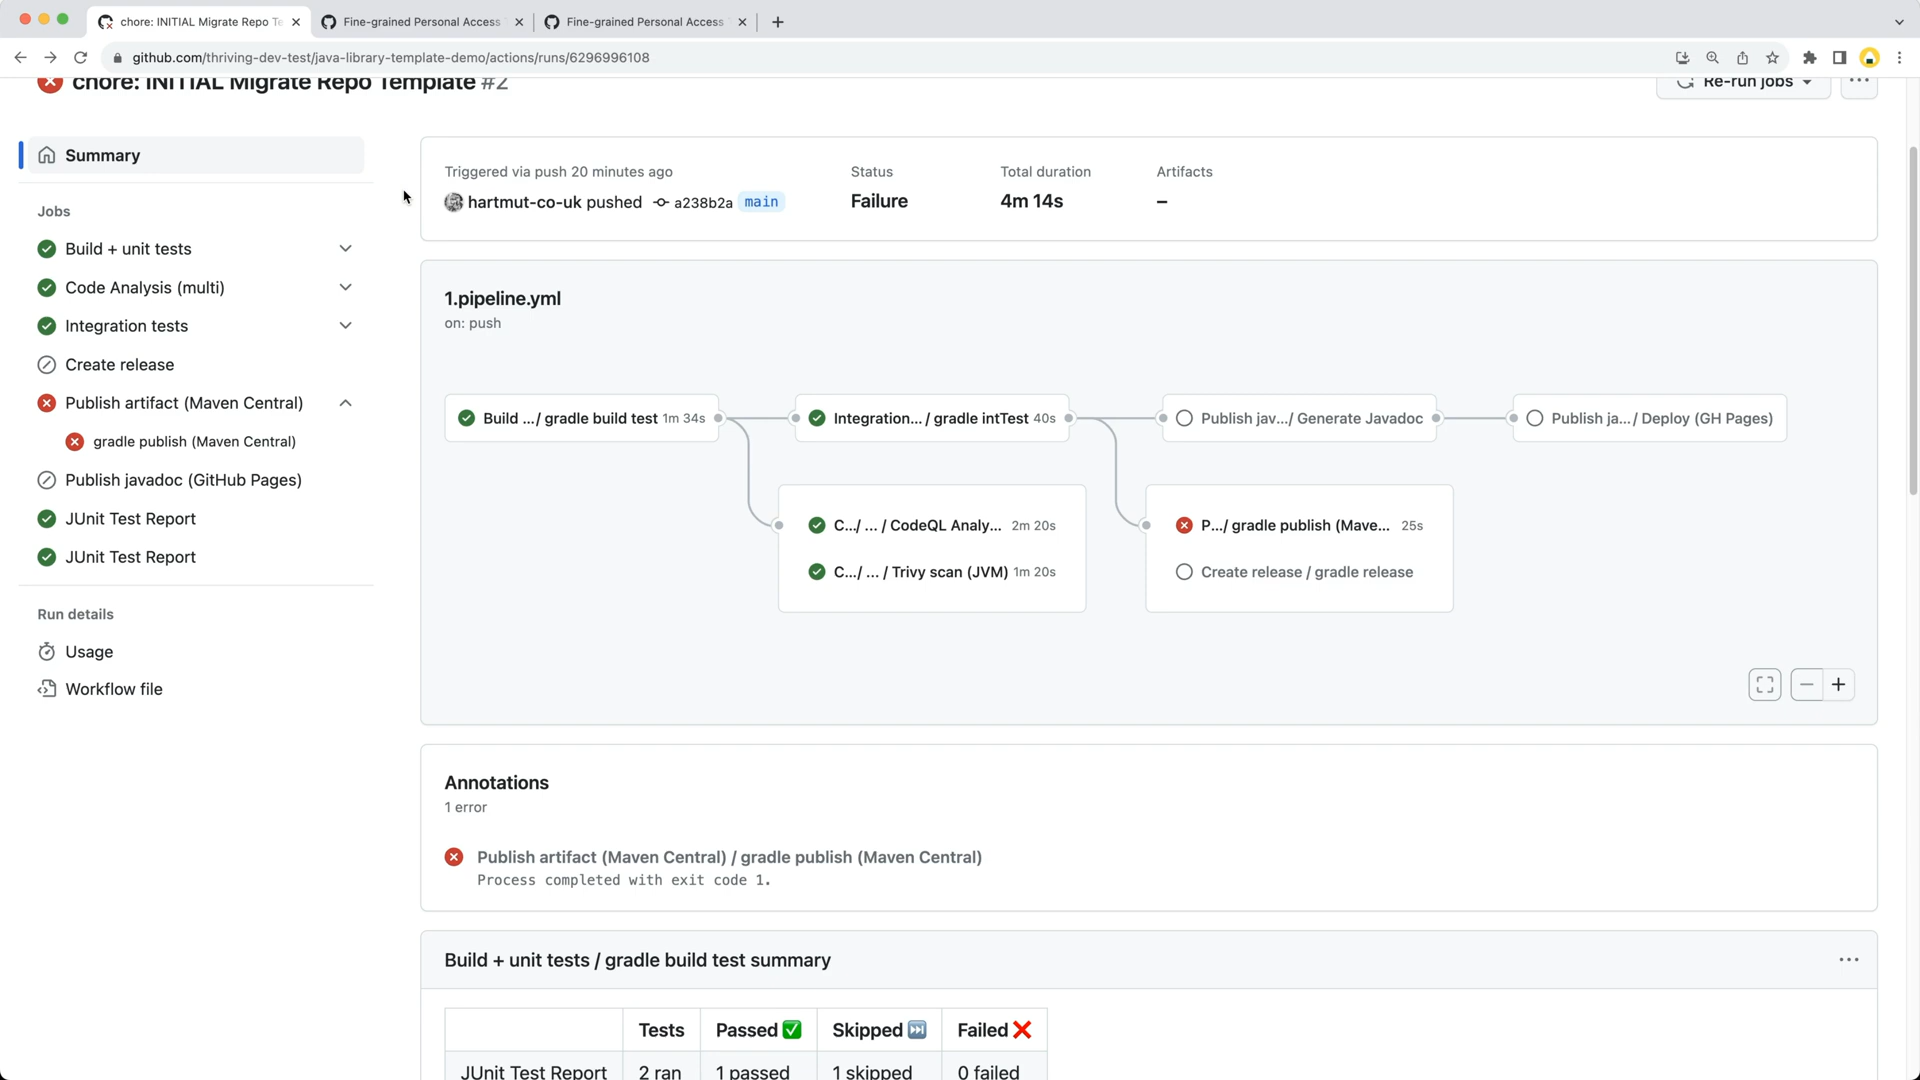 chore: INITIAL Migrate Repo Te
Fine-grained Personal Access
Fine-grained Personal Access
github.com/thriving-dev-test/java-library-template-demo/actions/runs/6296996108
chore: INITIAL Migrate Repo Template #2
Re-run jobs
Summary
Jobs
Build + unit tests
Code Analysis (multi)
Integration tests
Create release
Publish artifact (Maven Central)
gradle publish (Maven Central)
Publish javadoc (GitHub Pages)
JUnit Test Report
JUnit Test Report
Run details
Usage
Workflow file
Triggered via push 20 minutes ago
hartmut-co-uk pushed a238b2a main
Status
Failure
Total duration
4m 14s
Artifacts
–
1.pipeline.yml
on: push
Build .../ gradle build test 1m 34s
Integration... / gradle intTest 40s
Publish jav.../ Generate Javadoc
Publish ja... / Deploy (GH Pages)
C.../ ... / CodeQL Analy... 2m 20s
C.../ ... / Trivy scan (JVM) 1m 20s
P.../ gradle publish (Mave... 25s
Create release / gradle release
Annotations
1 error
Publish artifact (Maven Central) / gradle publish (Maven Central)
Process completed with exit code 1.
Build + unit tests / gradle build test summary
Tests Passed ✅ Skipped ⏭ Failed ❌
JUnit Test Report 2 ran 1 passed 1 skipped 0 failed